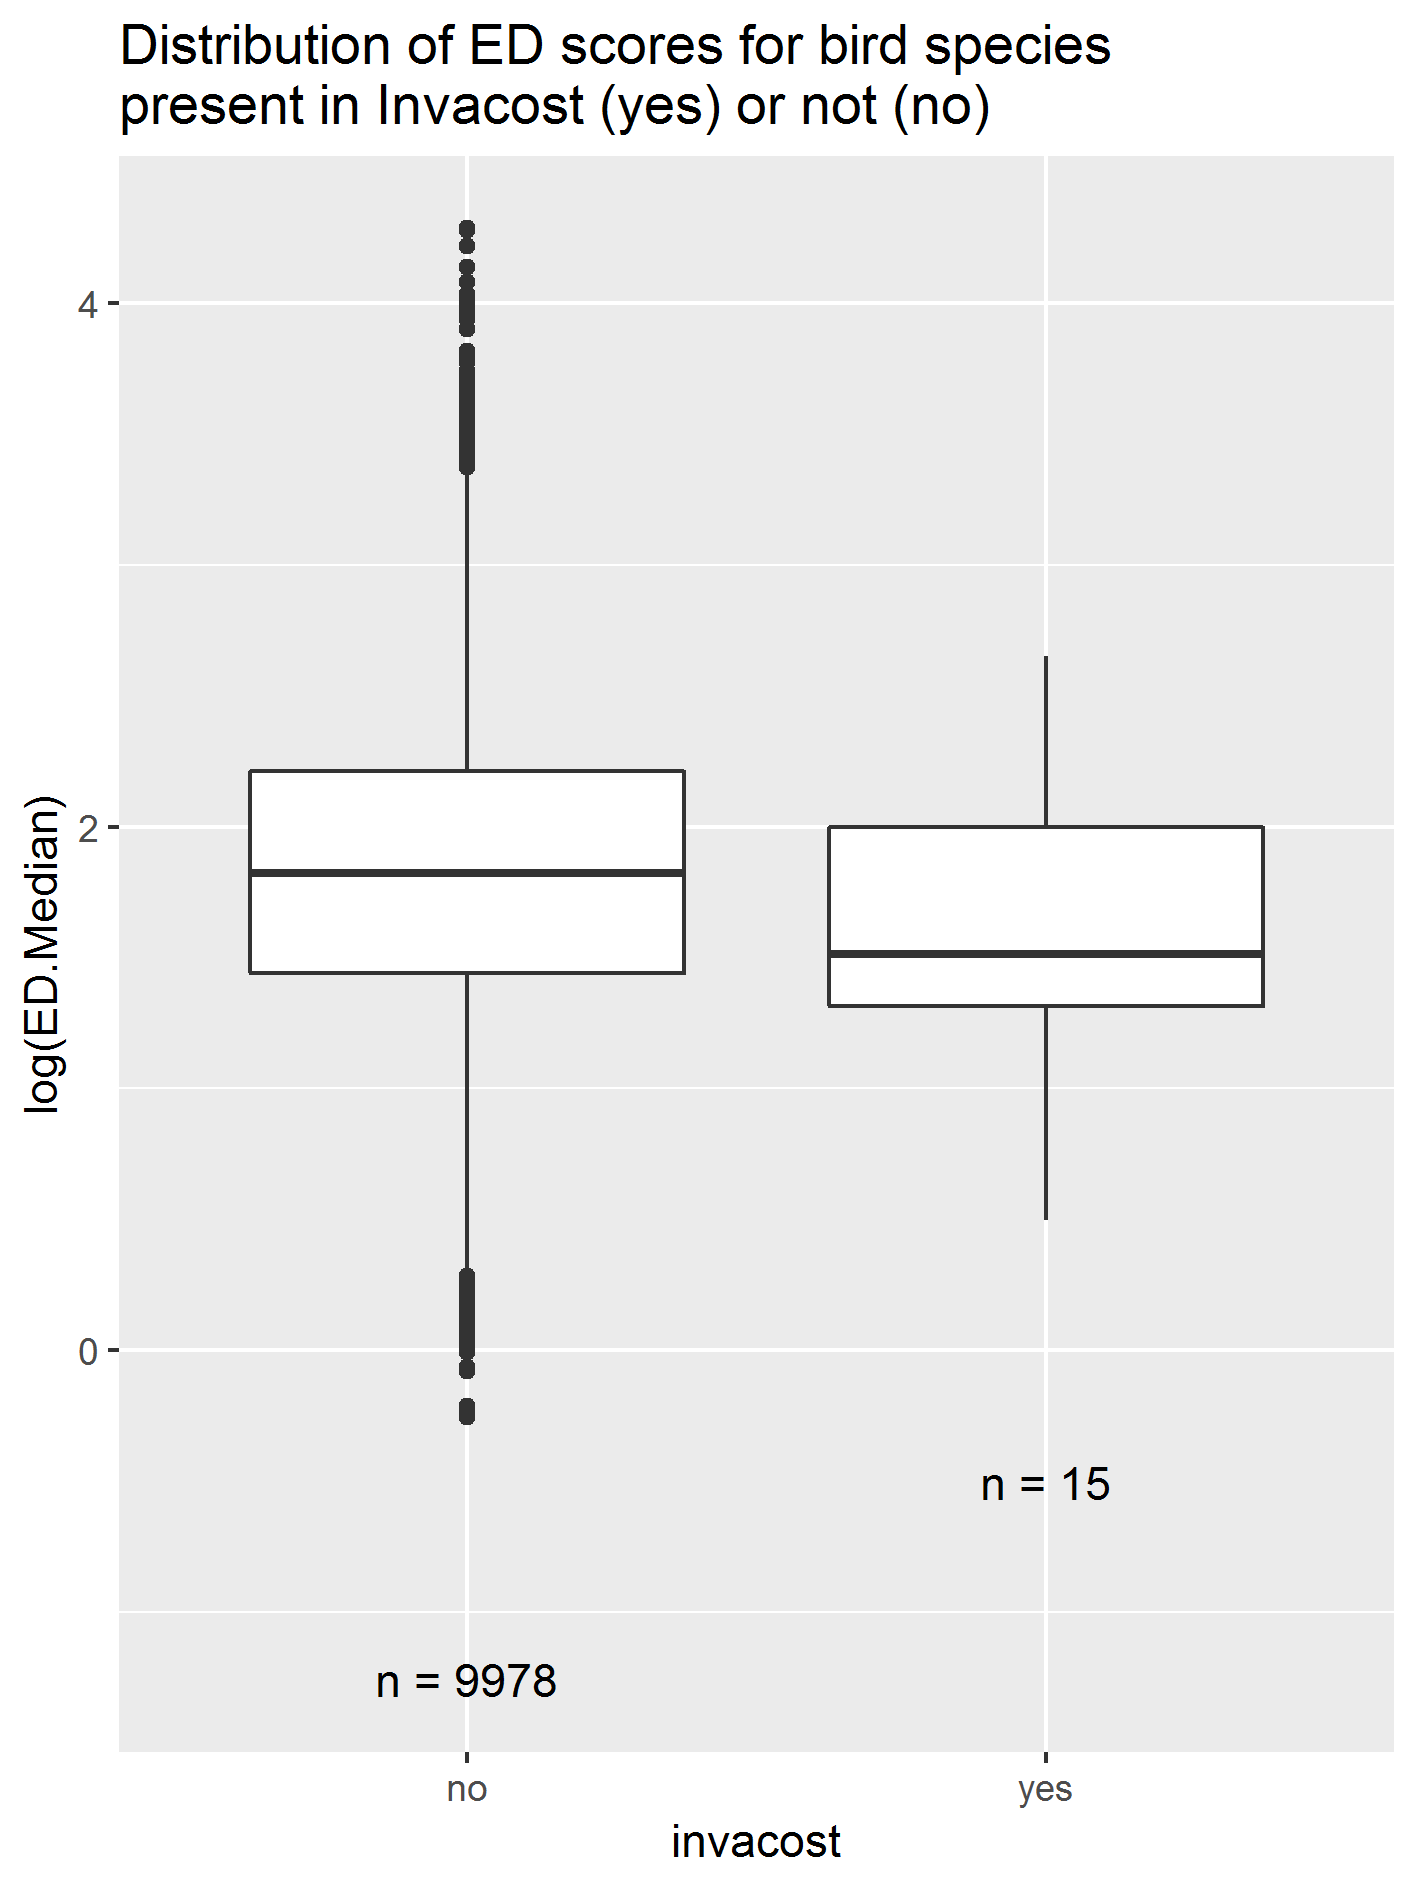 Distribution of ED scores for bird species
present in Invacost (yes) or not (no)
4
2
0
log(ED.Median)
n = 15
n = 9978
no
yes
invacost